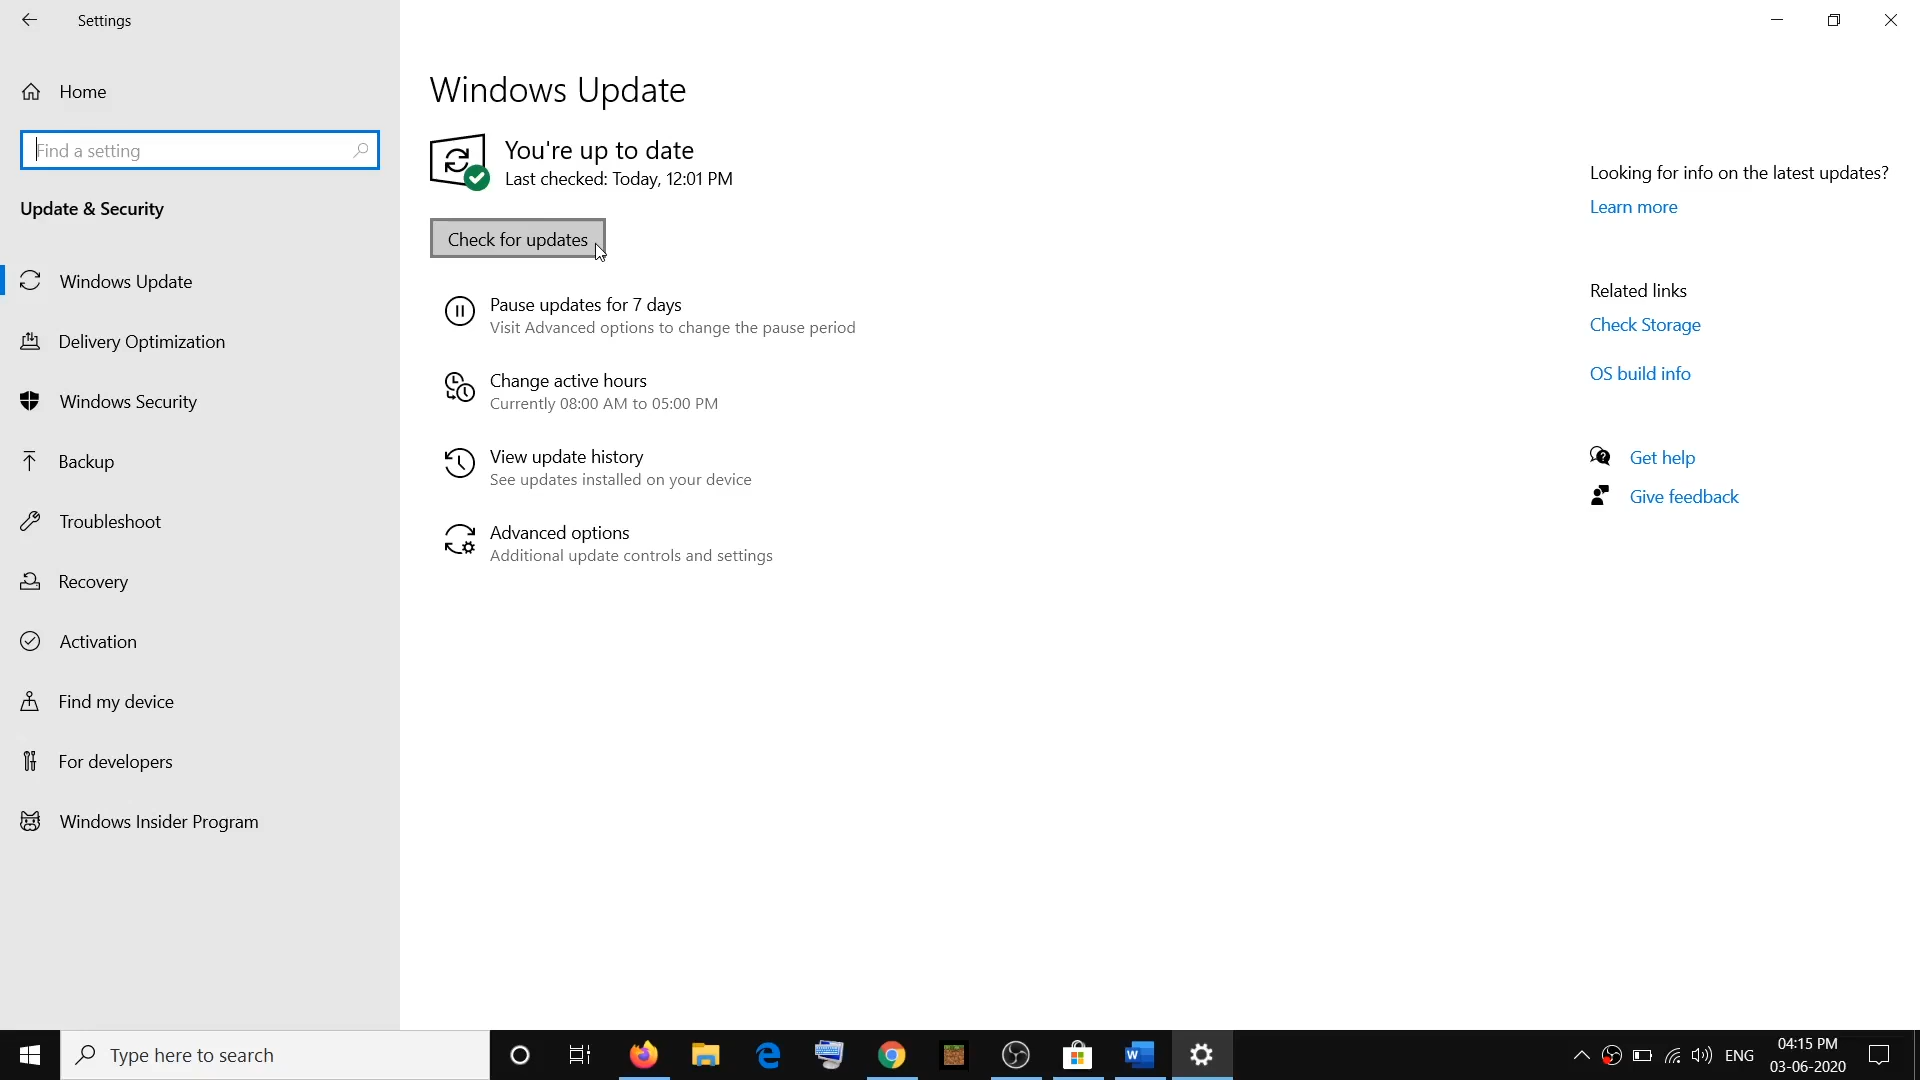 Settings
Home
Find a setting
Update & Security
Windows Update
Delivery Optimization
Windows Security
Backup
Troubleshoot
Recovery
Activation
Find my device
For developers
Windows Insider Program
Windows Update
You're up to date
Last checked: Today, 12:01 PM
Check for updates
Pause updates for 7 days
Visit Advanced options to change the pause period
Change active hours
Currently 08:00 AM to 05:00 PM
View update history
See updates installed on your device
Advanced options
Additional update controls and settings
Looking for info on the latest updates?
Learn more
Related links
Check Storage
OS build info
Get help
Give feedback
Type here to search
ENG
04:15 PM
03-06-2020